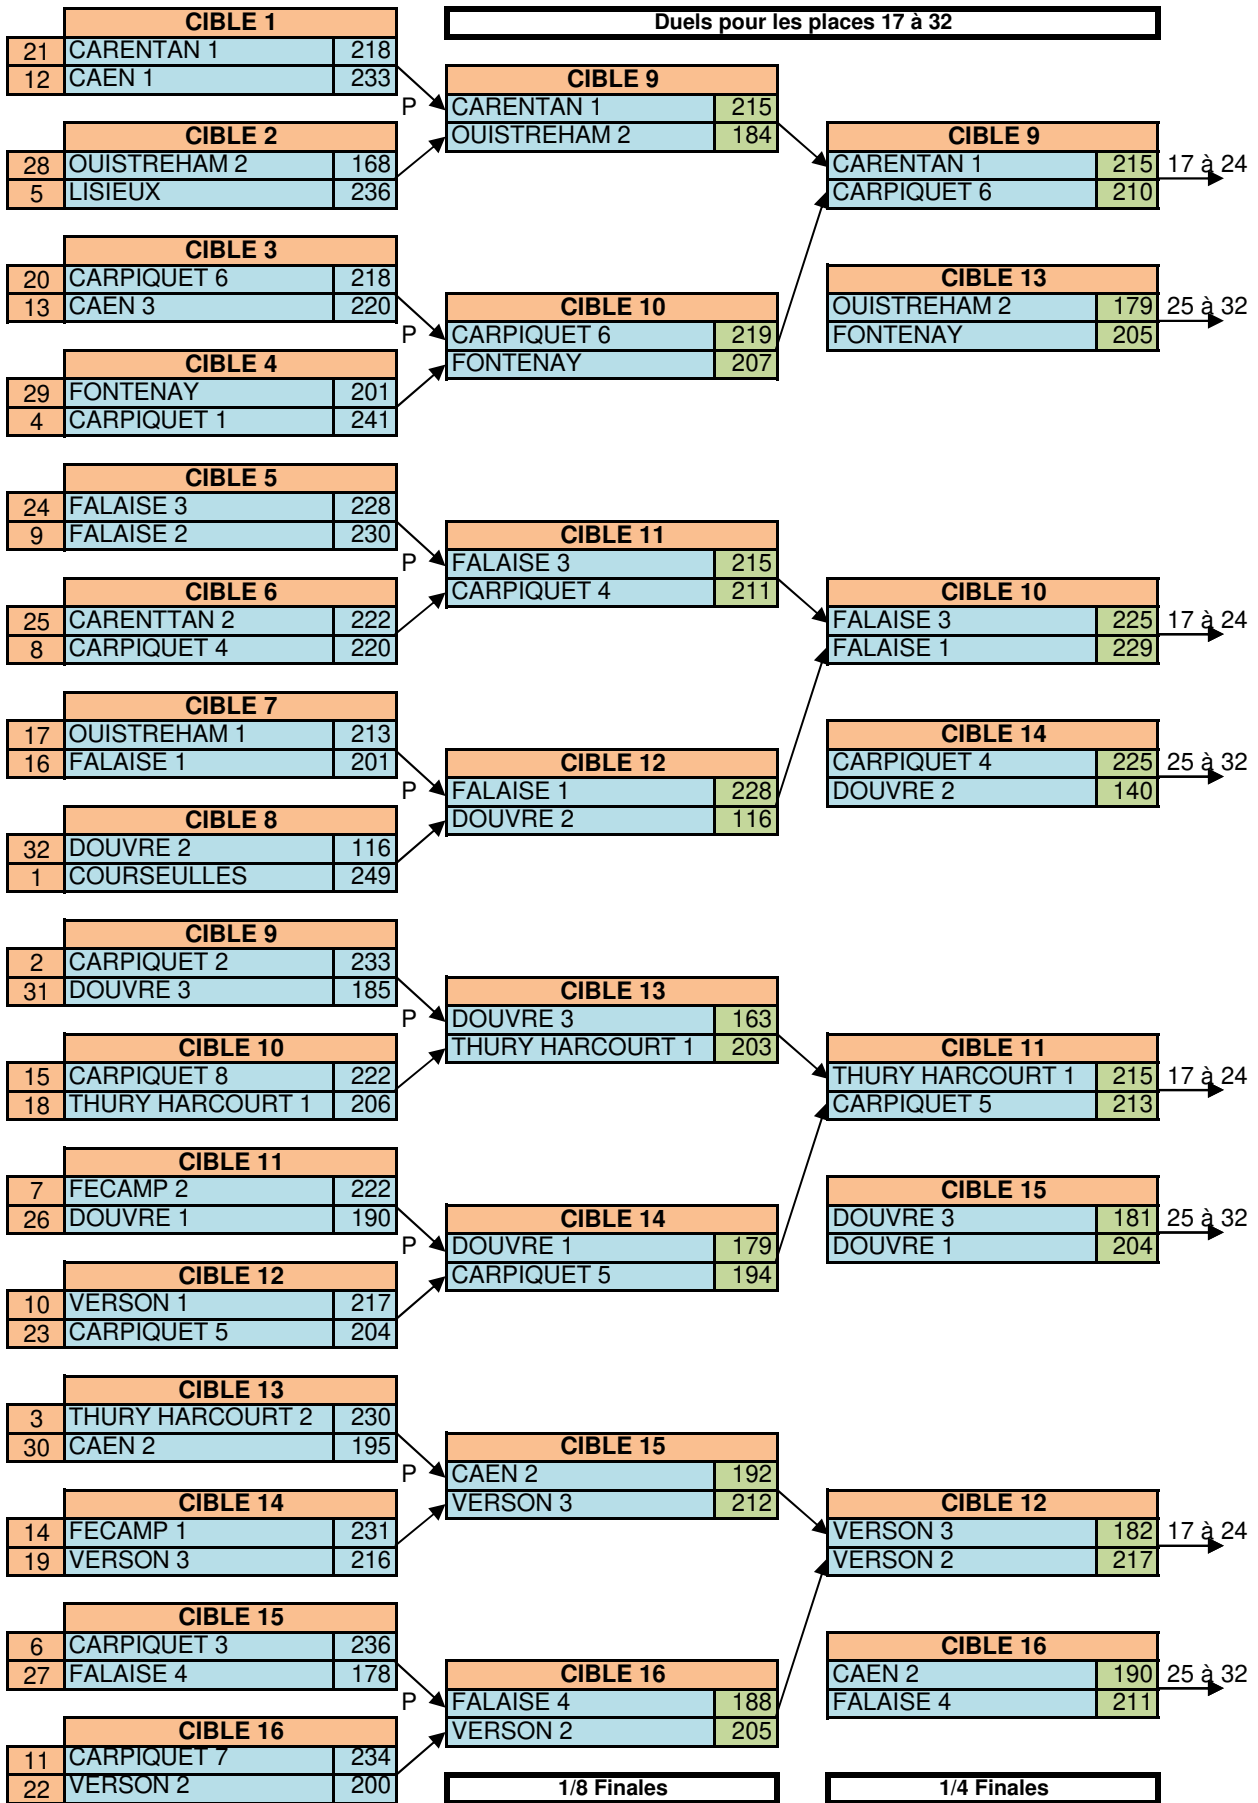 CIBLE 1
21 CARENTAN 1 218
12 CAEN 1 233
CIBLE 2
28 OUISTREHAM 2 168
5 LISIEUX 236
CIBLE 3
20 CARPIQUET 6 218
13 CAEN 3 220
CIBLE 4
29 FONTENAY 201
4 CARPIQUET 1 241
CIBLE 5
24 FALAISE 3 228
9 FALAISE 2 230
CIBLE 6
25 CARENTTAN 2 222
8 CARPIQUET 4 220
CIBLE 7
17 OUISTREHAM 1 213
16 FALAISE 1 201
CIBLE 8
32 DOUVRE 2 116
1 COURSEULLES 249
CIBLE 9
2 CARPIQUET 2 233
31 DOUVRE 3 185
CIBLE 10
15 CARPIQUET 8 222
18 THURY HARCOURT 1 206
CIBLE 11
7 FECAMP 2 222
26 DOUVRE 1 190
CIBLE 12
10 VERSON 1 217
23 CARPIQUET 5 204
CIBLE 13
3 THURY HARCOURT 2 230
30 CAEN 2 195
CIBLE 14
14 FECAMP 1 231
19 VERSON 3 216
CIBLE 15
6 CARPIQUET 3 236
27 FALAISE 4 178
CIBLE 16
11 CARPIQUET 7 234
22 VERSON 2 200
Duels pour les places 17 à 32
CIBLE 9
P CARENTAN 1 215
OUISTREHAM 2 184
CIBLE 10
P CARPIQUET 6 219
FONTENAY 207
CIBLE 11
P FALAISE 3 215
CARPIQUET 4 211
CIBLE 12
P FALAISE 1 228
DOUVRE 2 116
CIBLE 13
P DOUVRE 3 163
THURY HARCOURT 1 203
CIBLE 14
P DOUVRE 1 179
CARPIQUET 5 194
CIBLE 15
P CAEN 2 192
VERSON 3 212
CIBLE 16
P FALAISE 4 188
VERSON 2 205
1/8 Finales
CIBLE 9
CARENTAN 1 215 17 à 24
CARPIQUET 6 210
CIBLE 13
OUISTREHAM 2 179 25 à 32
FONTENAY 205
CIBLE 10
FALAISE 3 225 17 à 24
FALAISE 1 229
CIBLE 14
CARPIQUET 4 225 25 à 32
DOUVRE 2 140
CIBLE 11
THURY HARCOURT 1 215 17 à 24
CARPIQUET 5 213
CIBLE 15
DOUVRE 3 181 25 à 32
DOUVRE 1 204
CIBLE 12
VERSON 3 182 17 à 24
VERSON 2 217
CIBLE 16
CAEN 2 190 25 à 32
FALAISE 4 211
1/4 Finales